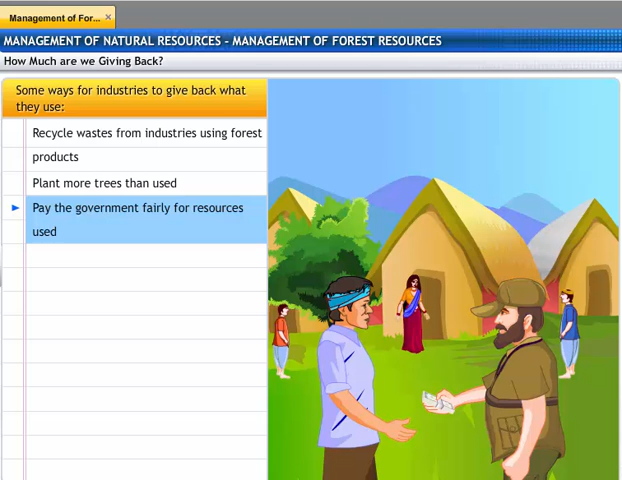 Management of For...
MANAGEMENT OF NATURAL RESOURCES - MANAGEMENT OF FOREST RESOURCES
How Much are we Giving Back?
Some ways for industries to give back what
they use:
Recycle wastes from industries using forest
products
Plant more trees than used
Pay the government fairly for resources
used